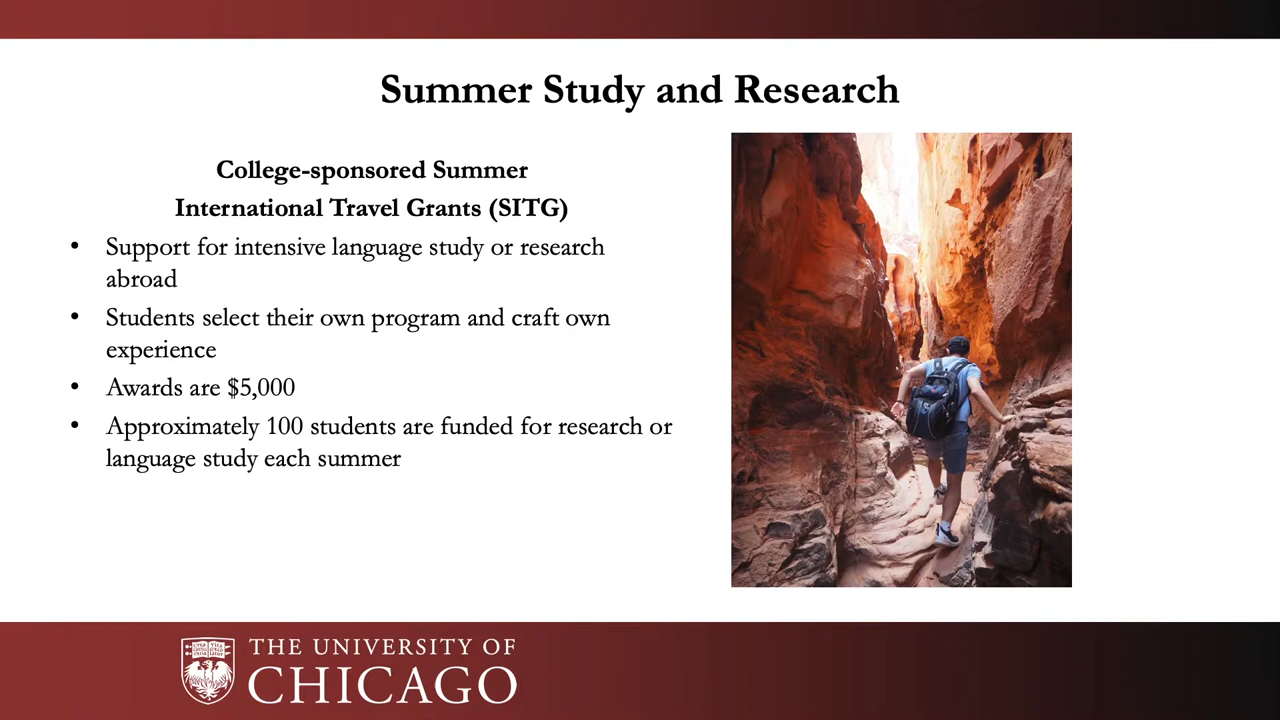 Summer Study and Research
College-sponsored Summer
International Travel Grants (SITG)
• Support for intensive language study or research
abroad
• Students select their own program and craft own
experience
• Awards are $5,000
• Approximately 100 students are funded for research or
language study each summer
THE UNIVERSITY OF
CHICAGO